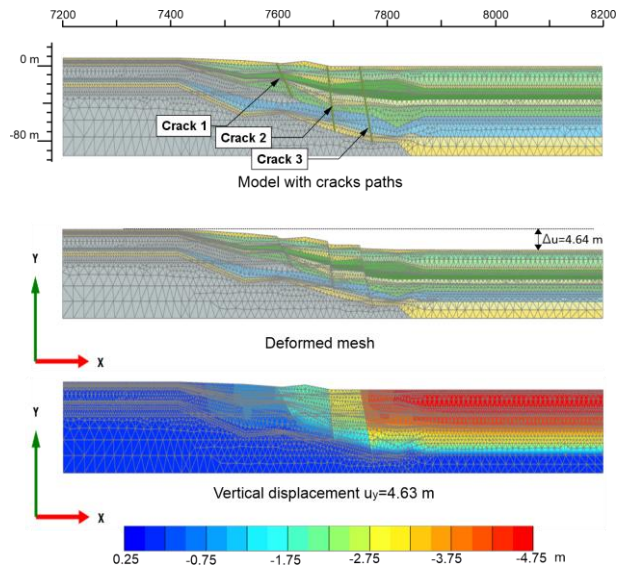 7200 7400 7600 7800 8000 8200
0 m
-80 m
Crack 1
Crack 2
Crack 3
Model with cracks paths
Δu=4.64 m
Y
X
Deformed mesh
Y
Vertical displacement uy=4.63 m
X
0.25 -0.75 -1.75 -2.75 -3.75 -4.75 m